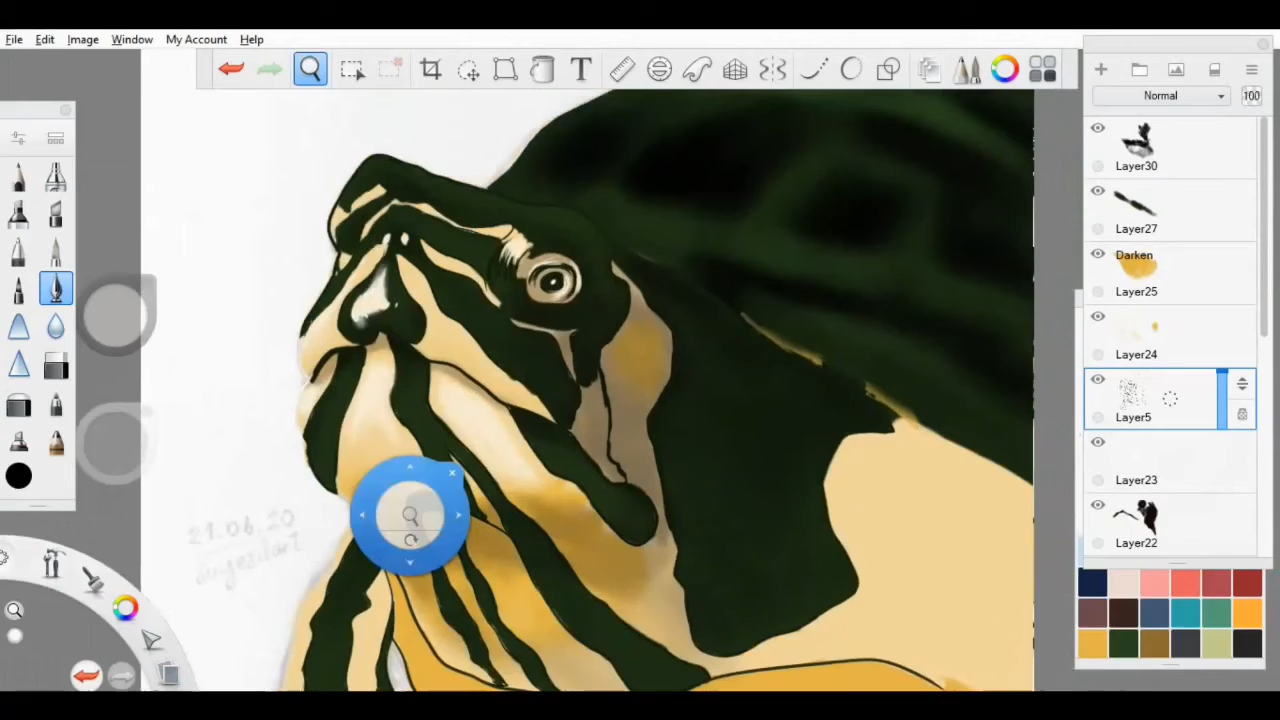 File Edit Image Window My Account Help
Normal 100
Layer30
Layer27
Darken
Layer25
Layer24
Layer5
Layer23
Layer22
21.06.20